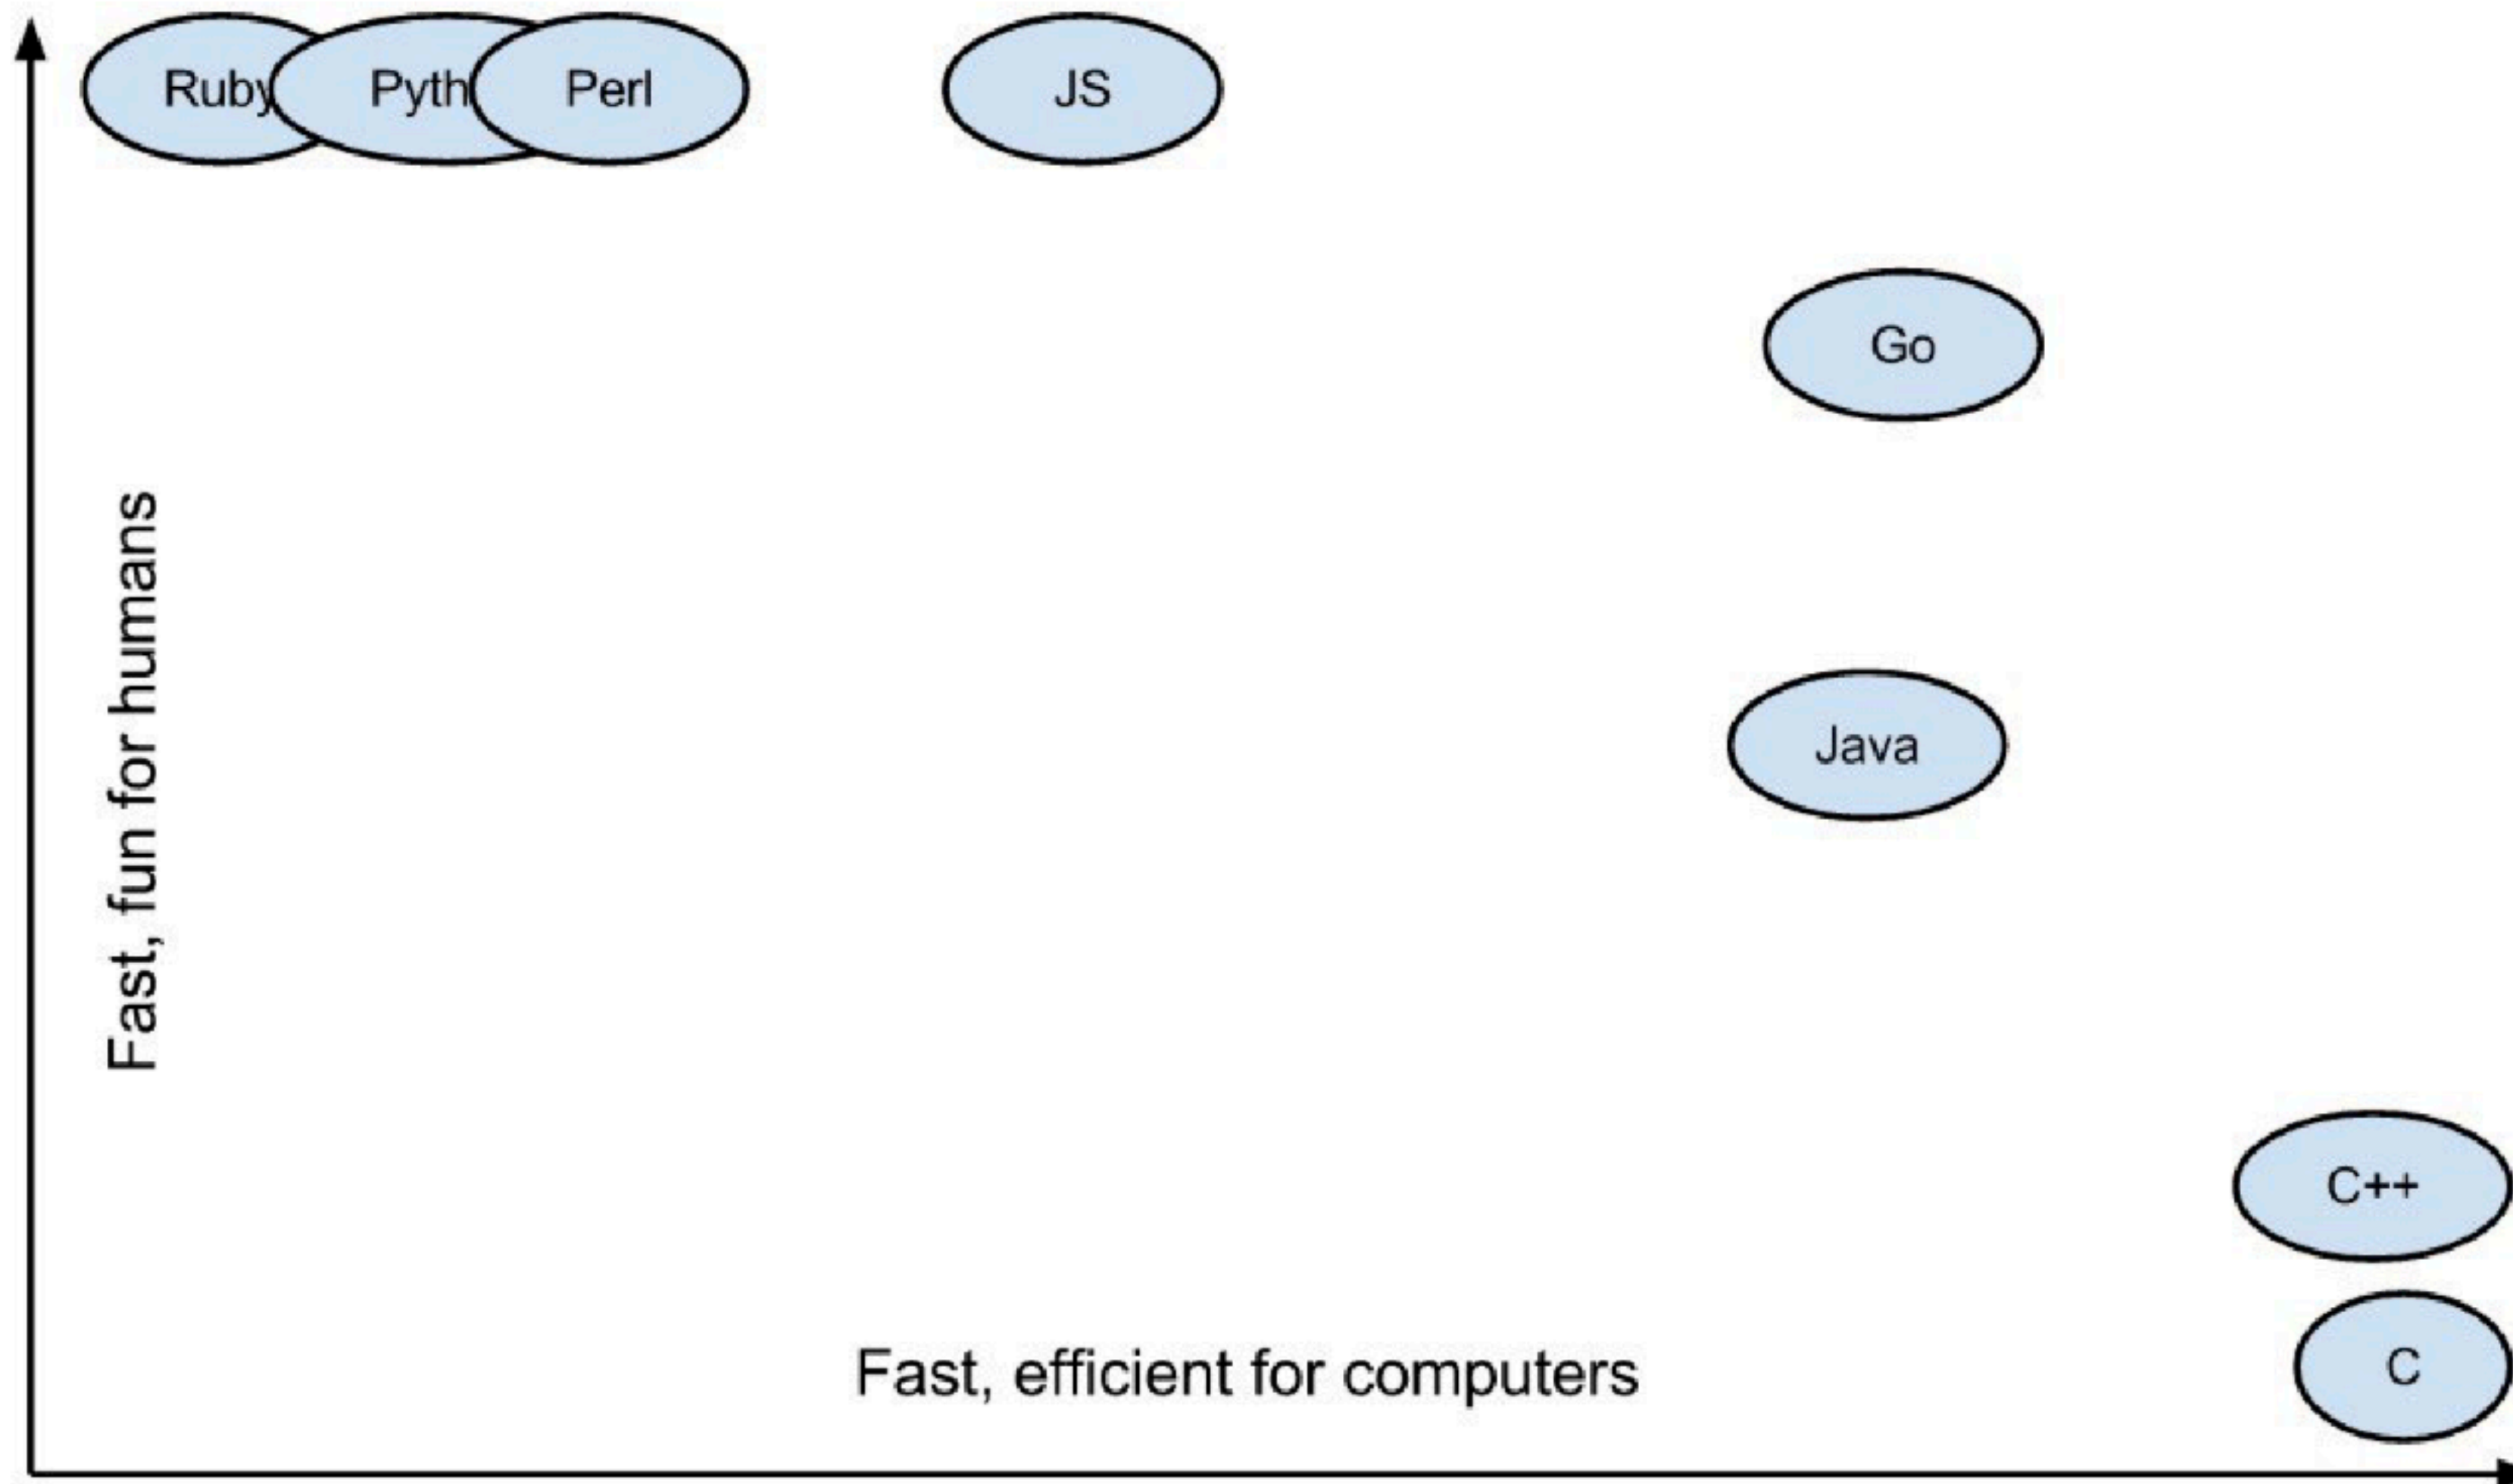 Ruby
Pyth
Perl
JS
Go
Fast, fun for humans
Java
C++
Fast, efficient for computers
C